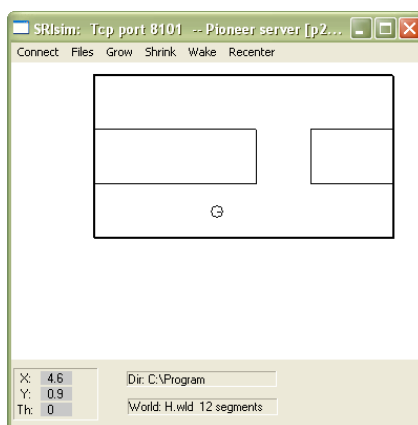 SRIsim: Tcp port 8101 -- Pioneer server [p2...
Connect Files Grow Shrink Wake Recenter
X: 4.6
Y: 0.9
Th: 0
Dir: C:\Program
World: H.wld 12 segments